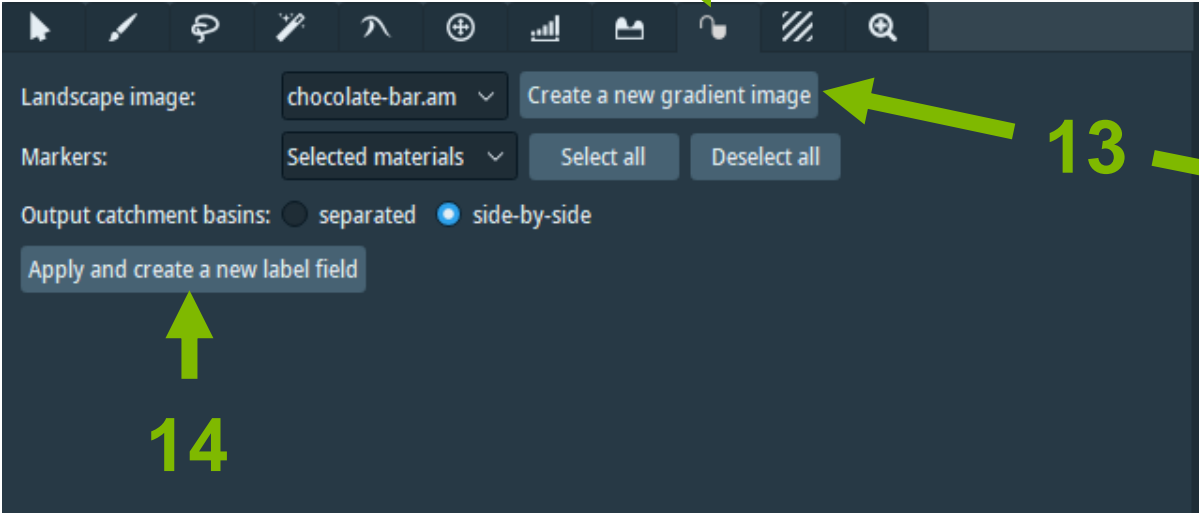 Landscape image: chocolate-bar.am Create a new gradient image
13
Markers: Selected materials Select all Deselect all
Output catchment basins: separated side-by-side
Apply and create a new label field
14